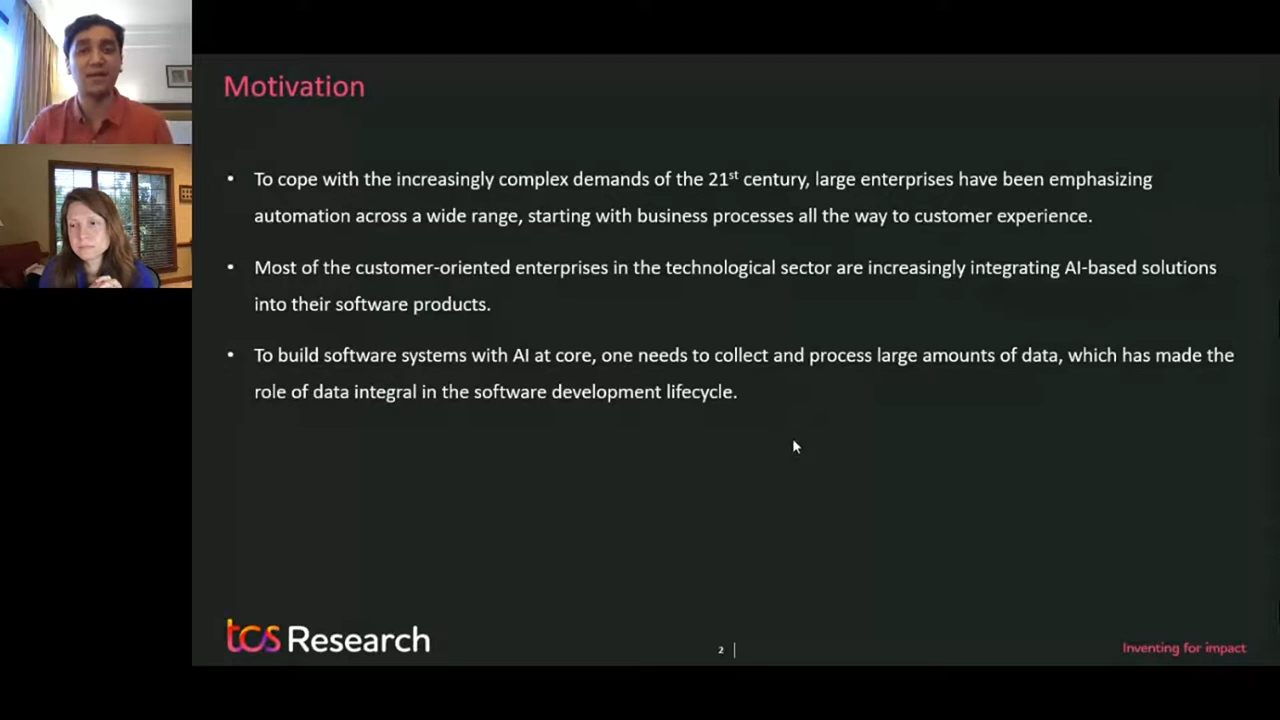 Motivation
• To cope with the increasingly complex demands of the 21st century, large enterprises have been emphasizing
automation across a wide range, starting with business processes all the way to customer experience.
• Most of the customer-oriented enterprises in the technological sector are increasingly integrating AI-based solutions
into their software products.
• To build software systems with AI at core, one needs to collect and process large amounts of data, which has made the
role of data integral in the software development lifecycle.
tcs Research
2
Inventing for impact